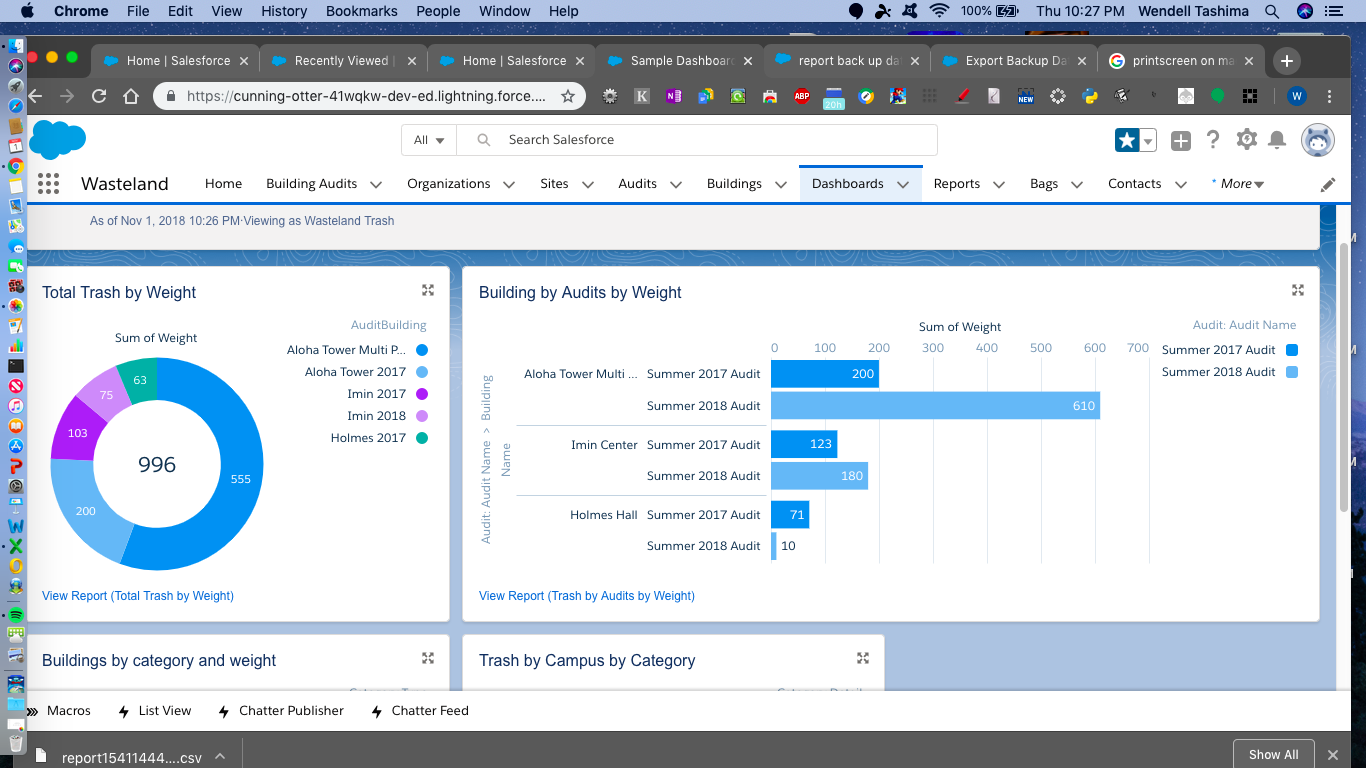 Chrome File Edit View History Bookmarks People Window Help 100% Thu 10:27 PM Wendell Tashima
Home | Salesforce
Recently Viewed |
Home | Salesforce
Sample Dashboar
report back up da
Export Backup Da
printscreen on ma
https://cunning-otter-41wqkw-dev-ed.lightning.force....
K
N
ABP
20h
NEW
W
All
Search Salesforce
Wasteland Home Building Audits Organizations Sites Audits Buildings Dashboards Reports Bags Contacts * More
As of Nov 1, 2018 10:26 PM·Viewing as Wasteland Trash
Total Trash by Weight
AuditBuilding
Sum of Weight
Aloha Tower Multi P...
Aloha Tower 2017
Imin 2017
Imin 2018
Holmes 2017
63
75
103
996
555
200
View Report (Total Trash by Weight)
Building by Audits by Weight
Sum of Weight
Audit: Audit Name
0 100 200 300 400 500 600 700
Summer 2017 Audit
Summer 2018 Audit
Audit: Audit Name > Building
Name
Aloha Tower Multi ... Summer 2017 Audit 200
Summer 2018 Audit 610
Imin Center Summer 2017 Audit 123
Summer 2018 Audit 180
Holmes Hall Summer 2017 Audit 71
Summer 2018 Audit 10
View Report (Trash by Audits by Weight)
Buildings by category and weight
Trash by Campus by Category
Macros List View Chatter Publisher Chatter Feed
report15411444....csv
Show All